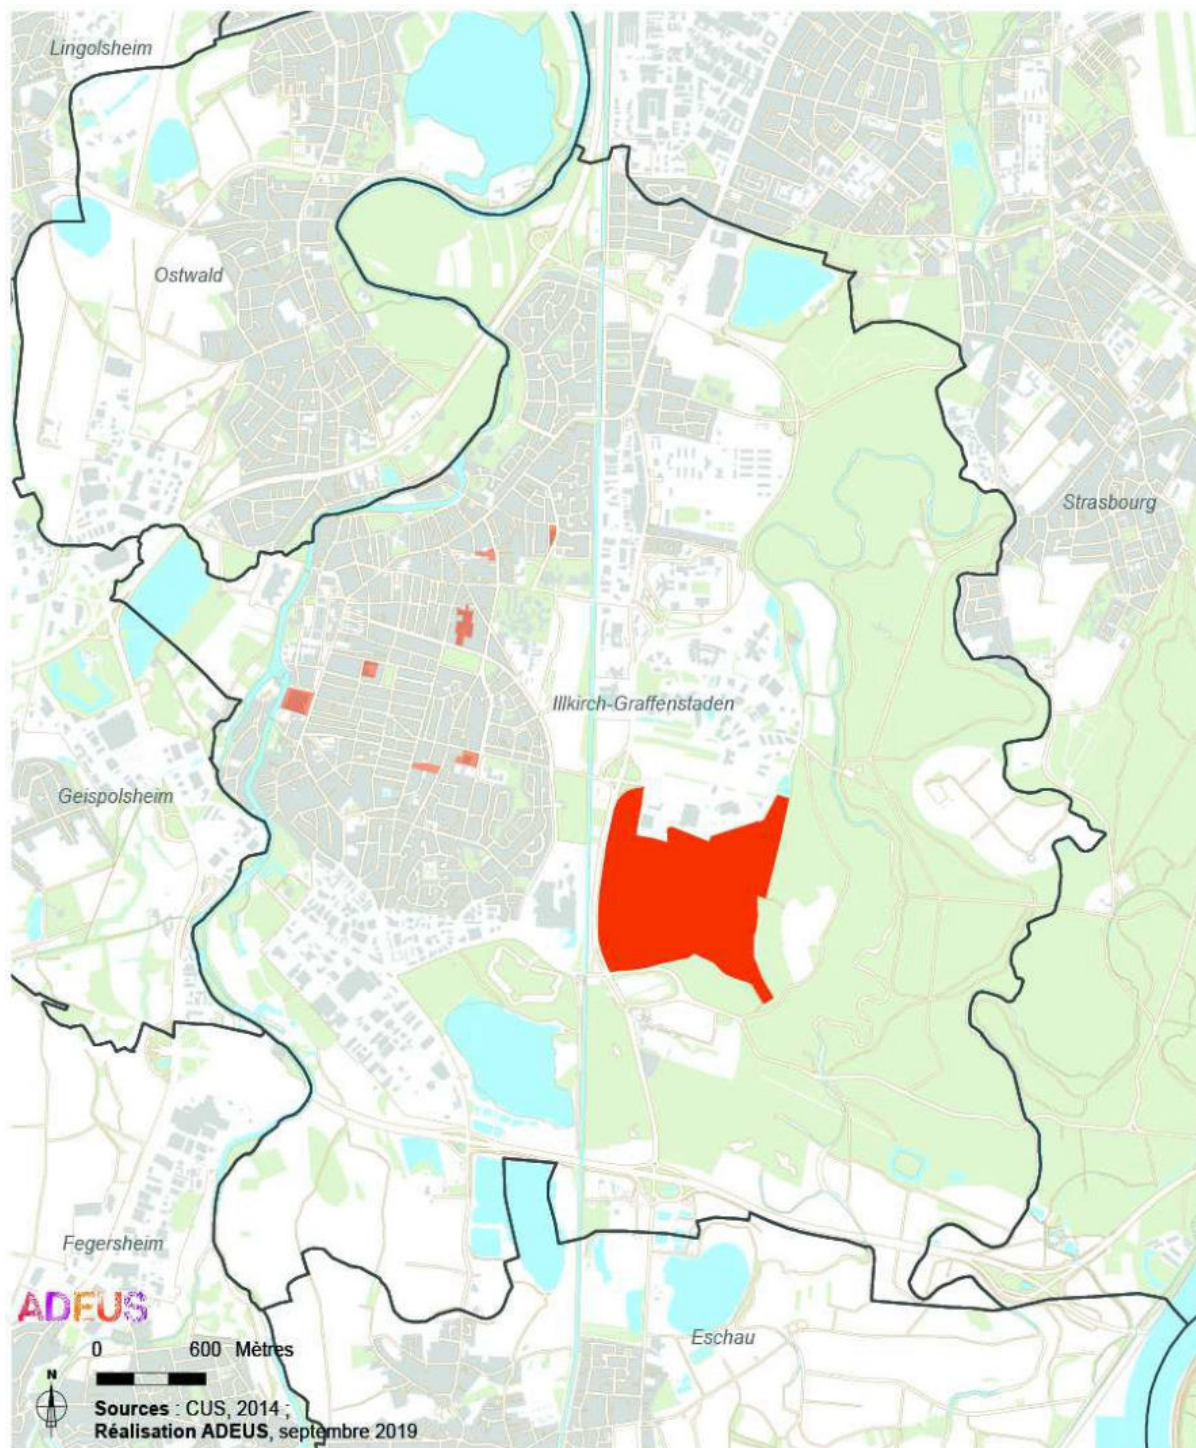 Lingolsheim
Ostwald
Strasbourg
Illkirch-Graffenstaden
Geispolsheim
Fegersheim
ADEUS
Eschau
0 600 Mètres
N
Sources : CUS, 2014 ;
Réalisation ADEUS, septembre 2019